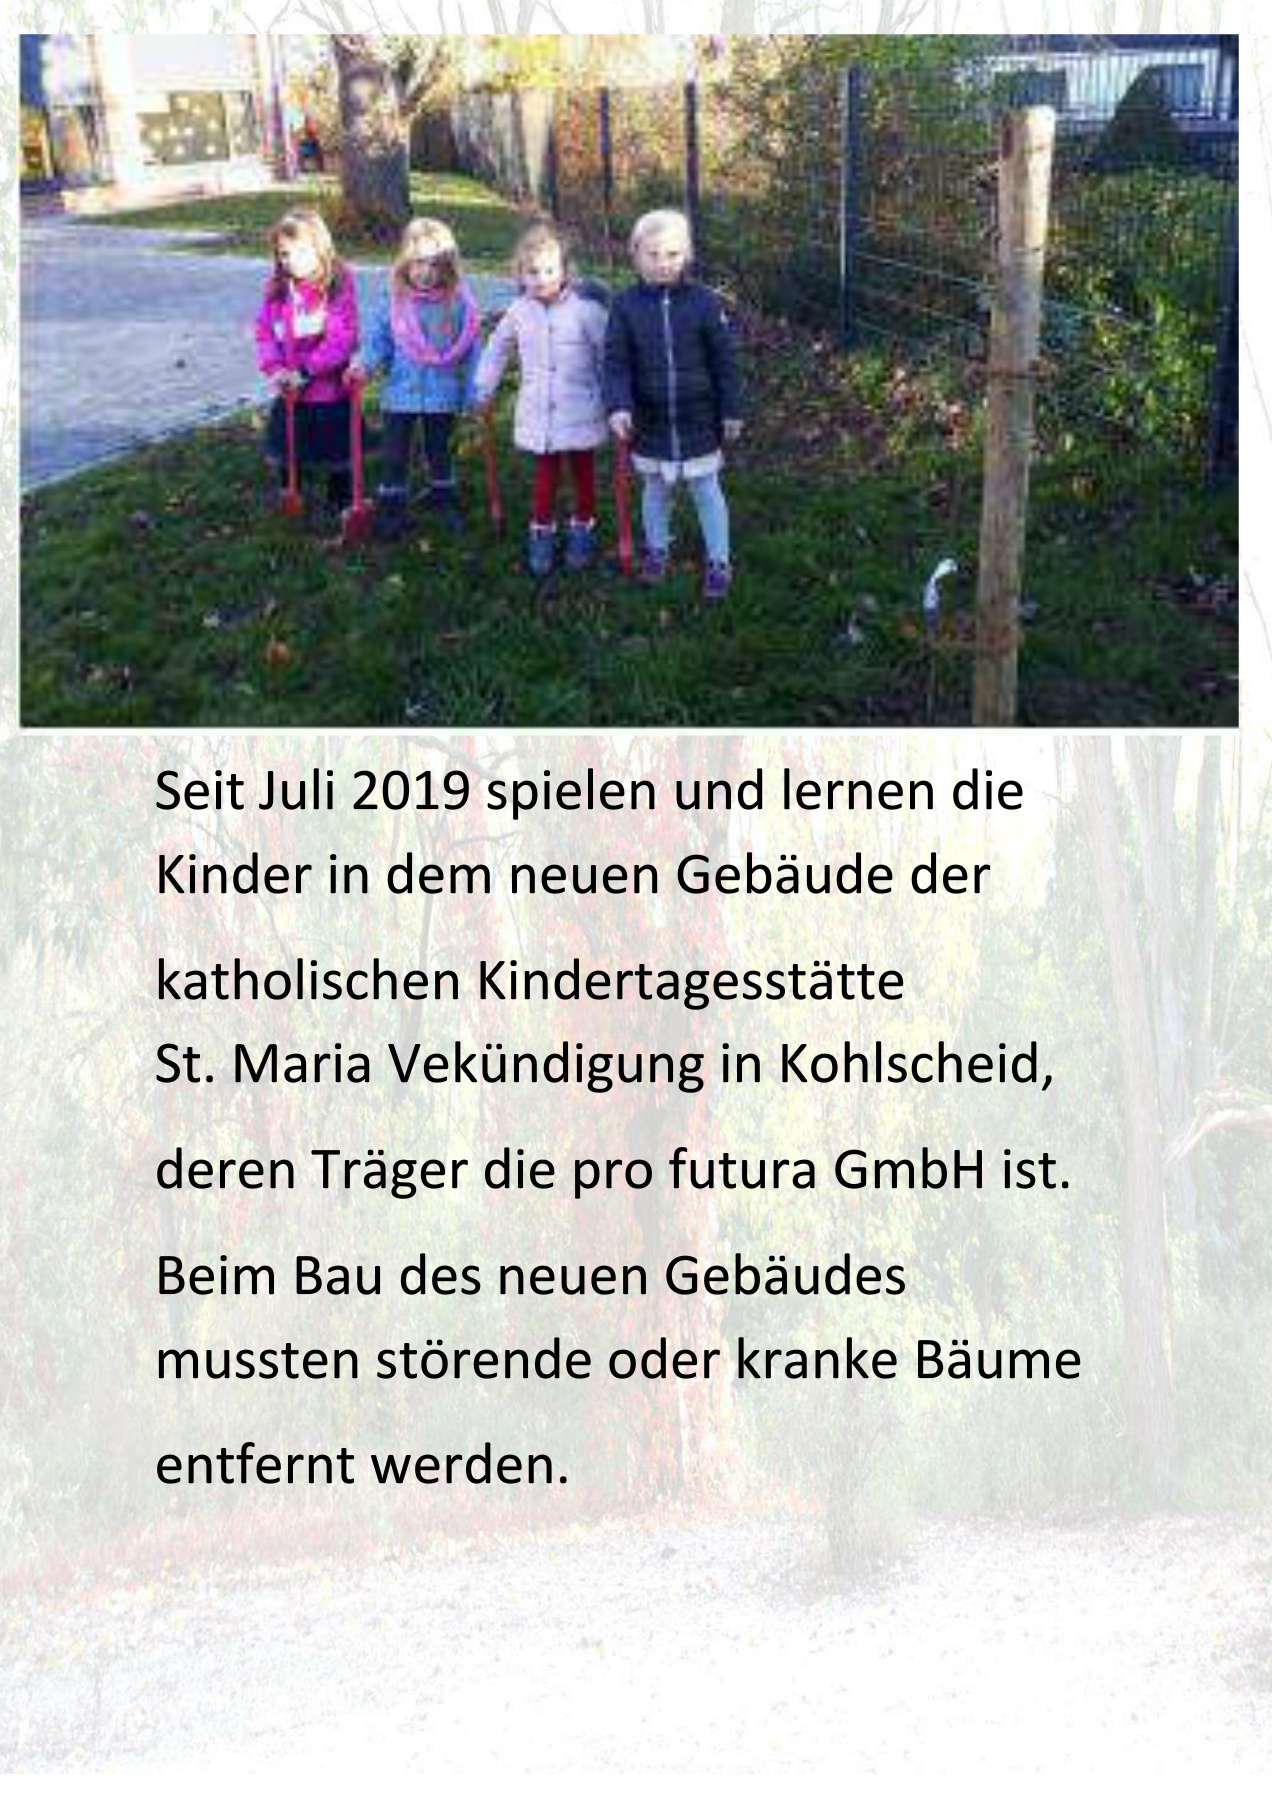 Seit Juli 2019 spielen und lernen die
Kinder in dem neuen Gebäude der
katholischen Kindertagesstätte
St. Maria Vekündigung in Kohlscheid,
deren Träger die pro futura GmbH ist.
Beim Bau des neuen Gebäudes
mussten störende oder kranke Bäume
entfernt werden.